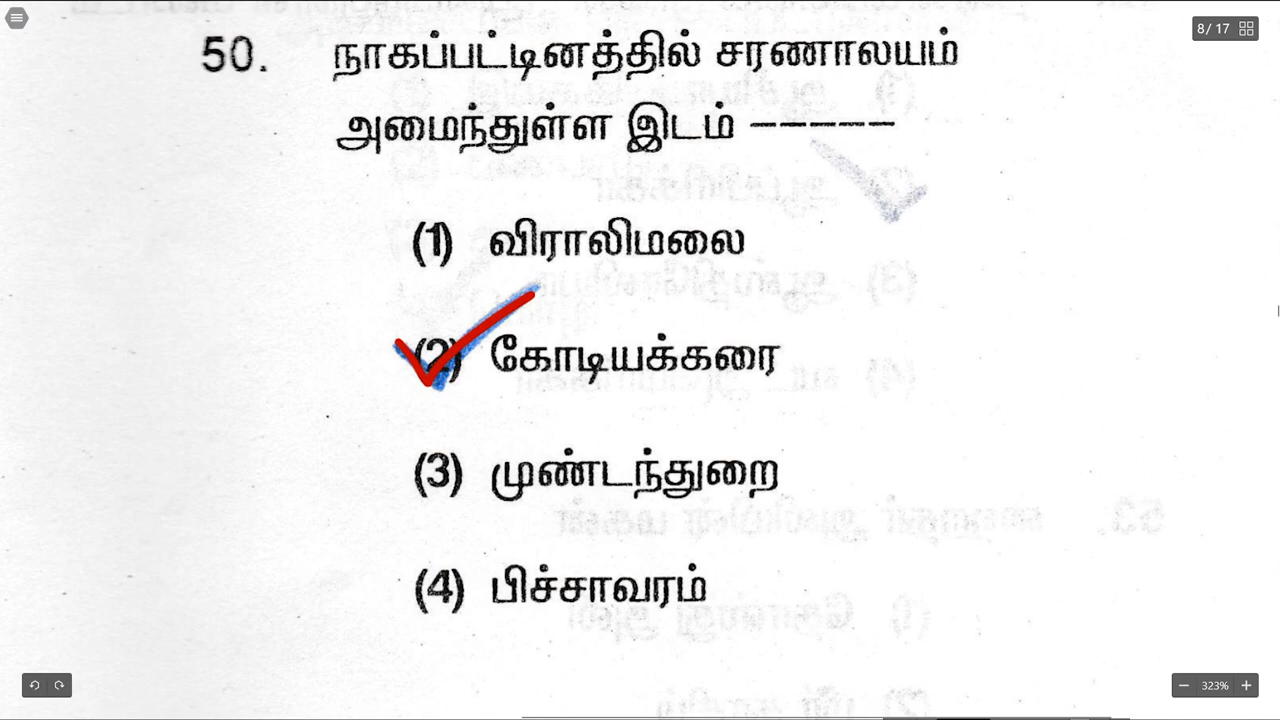 8/ 17
50. நாகப்பட்டினத்தில் சரணாலயம்
அமைந்துள்ள இடம் -----
(1) விராலிமலை
(2) கோடியக்கரை
(3) முண்டந்துறை
(4) பிச்சாவரம்
323%